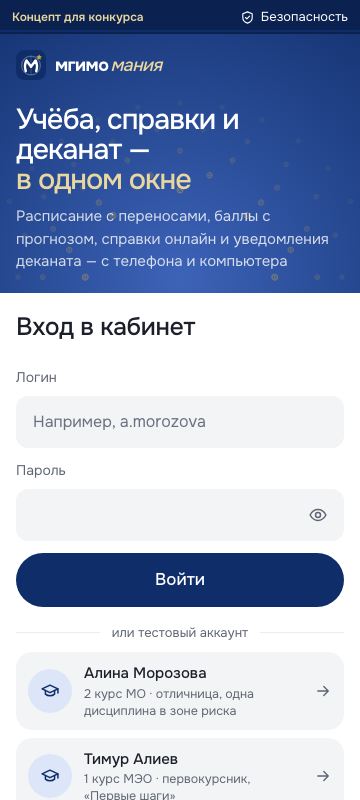 Концепт для конкурса
Безопасность
мгимо мания
Учёба, справки и
деканат —
в одном окне
Расписание с переносами, баллы с
прогнозом, справки онлайн и уведомления
деканата — с телефона и компьютера
Вход в кабинет
Логин
Например, a.morozova
Пароль
Войти
или тестовый аккаунт
Алина Морозова
2 курс МО · отличница, одна
дисциплина в зоне риска
Тимур Алиев
1 курс МЭО · первокурсник,
«Первые шаги»